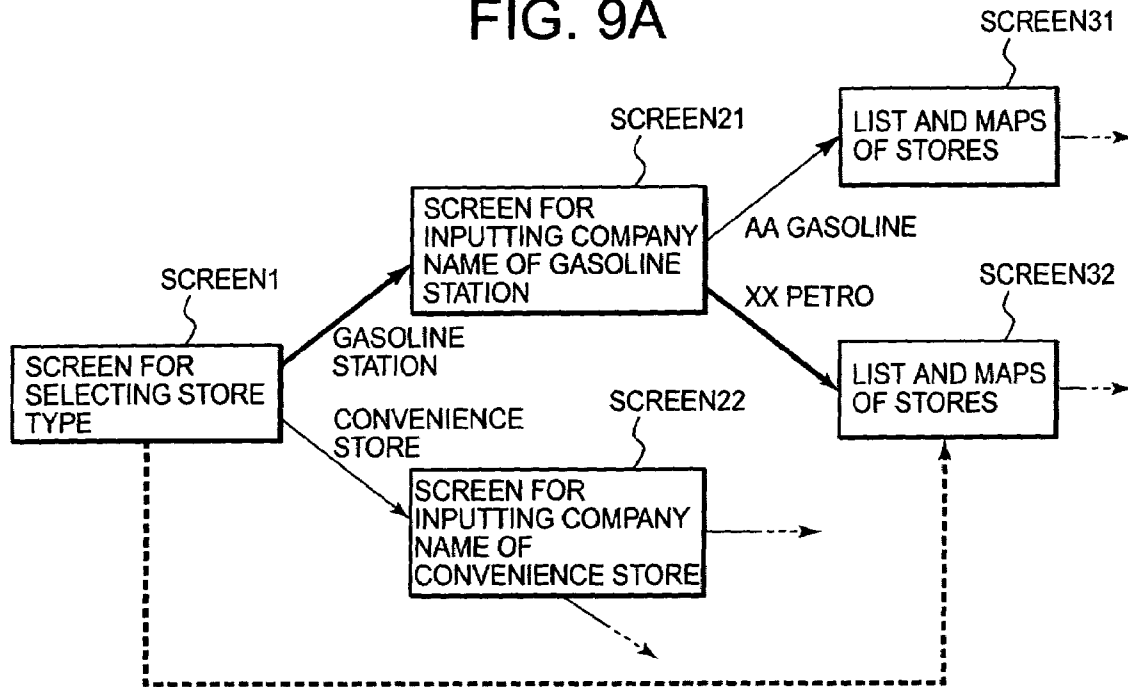 FIG. 9A
SCREEN31
LIST AND MAPS
OF STORES
SCREEN21
SCREEN FOR
INPUTTING COMPANY
NAME OF GASOLINE
STATION
AA GASOLINE
XX PETRO
SCREEN32
LIST AND MAPS
OF STORES
SCREEN1
SCREEN FOR
SELECTING STORE
TYPE
GASOLINE
STATION
CONVENIENCE
STORE
SCREEN22
SCREEN FOR
INPUTTING COMPANY
NAME OF
CONVENIENCE STORE